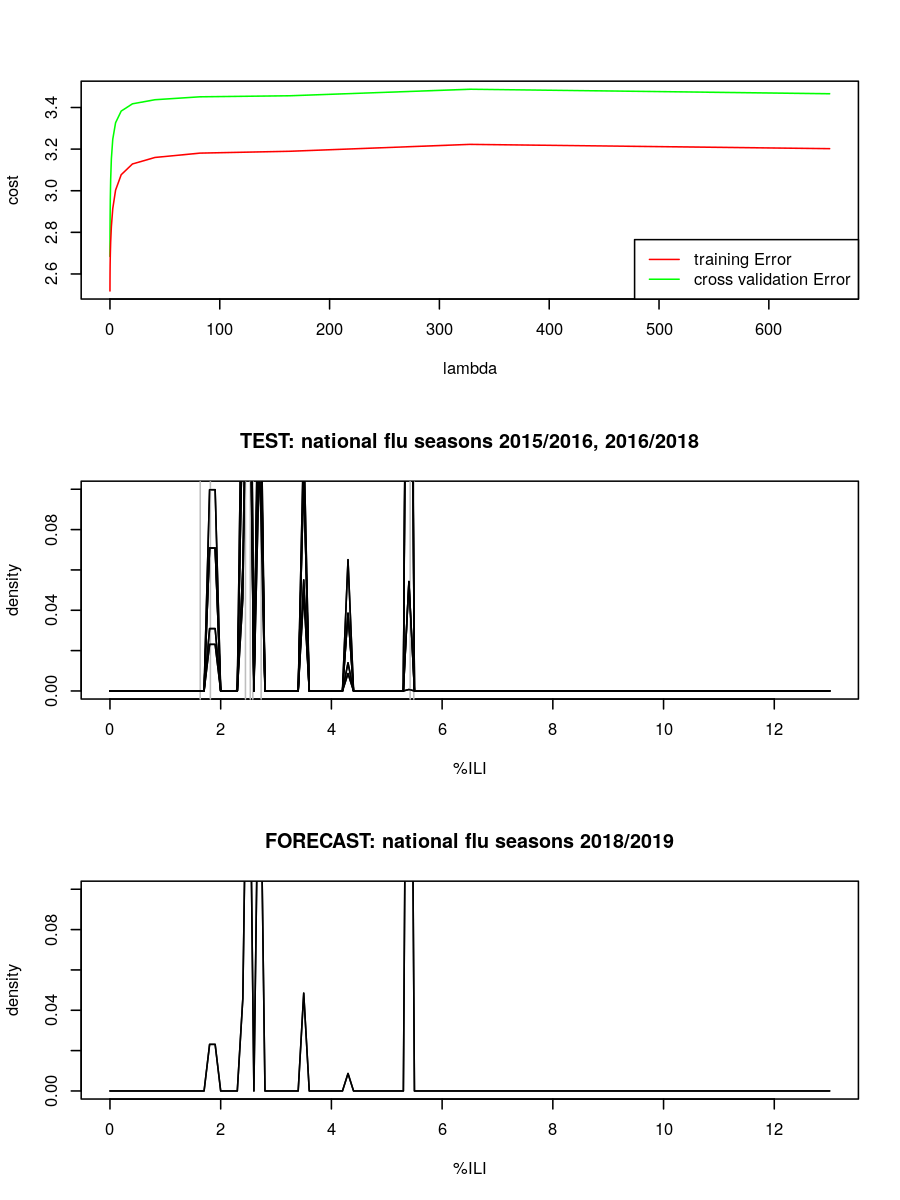 cost
2.6 2.8 3.0 3.2 3.4
training Error
cross validation Error
0 100 200 300 400 500 600
lambda
TEST: national flu seasons 2015/2016, 2016/2018
density
0.00 0.04 0.08
0 2 4 6 8 10 12
%ILI
FORECAST: national flu seasons 2018/2019
density
0.00 0.04 0.08
0 2 4 6 8 10 12
%ILI